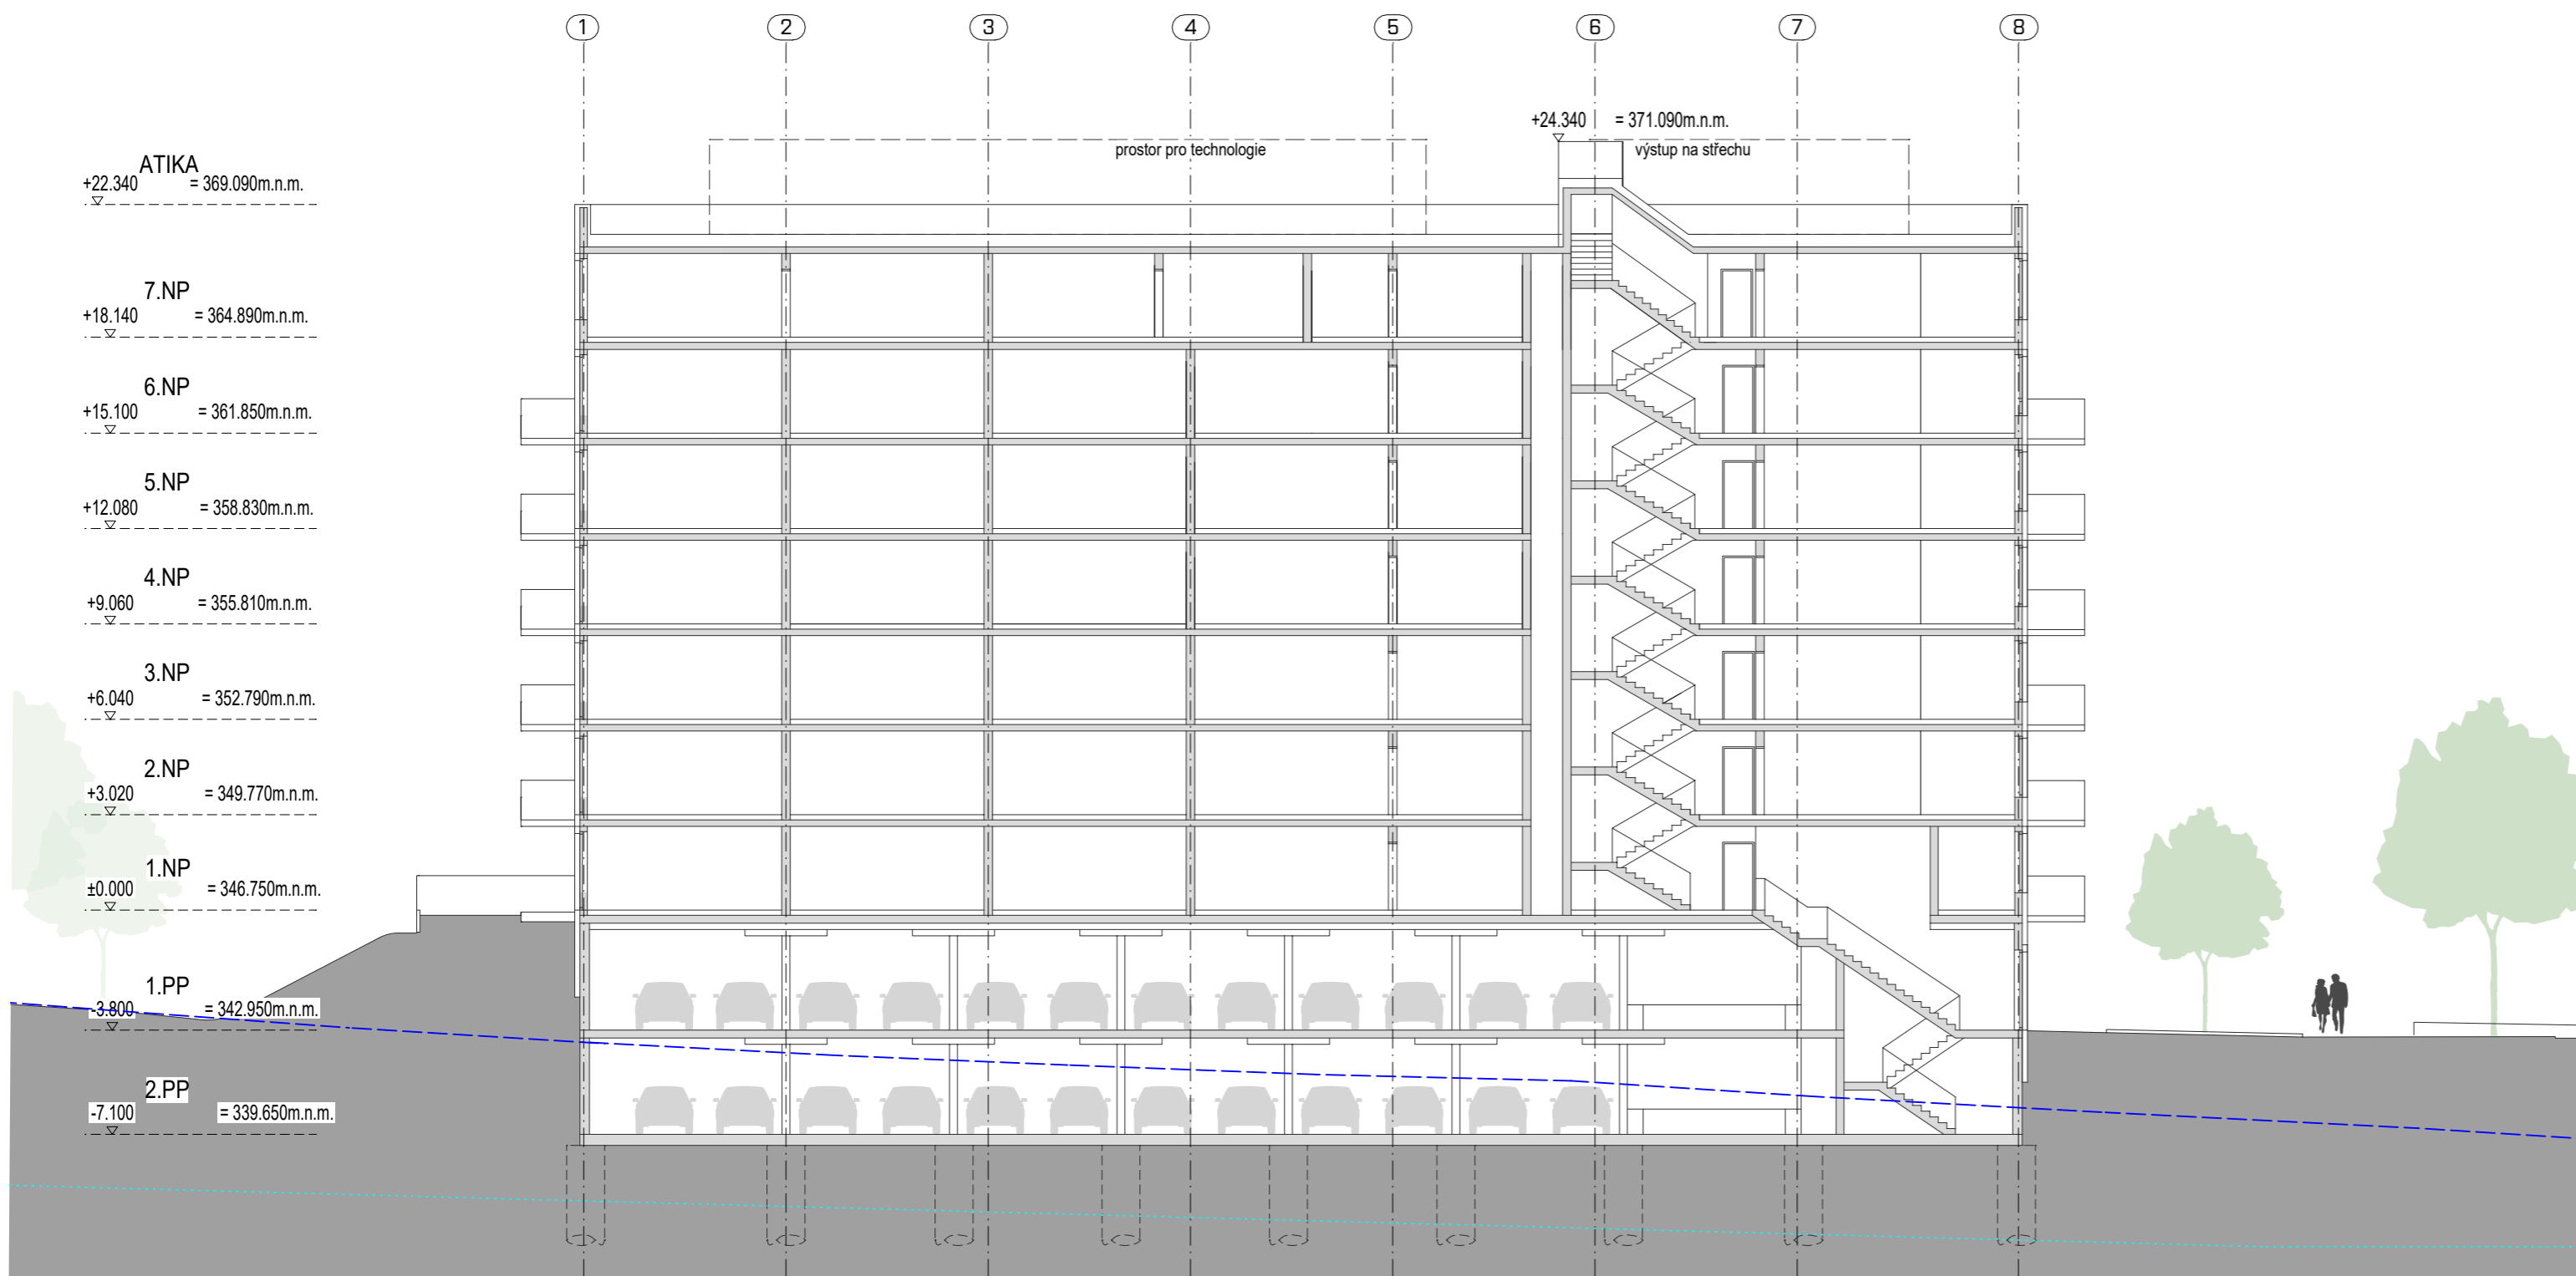 1 2 3 4 5 6 7 8
+24.340 = 371.090m.n.m.
prostor pro technologie
výstup na střechu
ATIKA
+22.340 = 369.090m.n.m.
7.NP
+18.140 = 364.890m.n.m.
6.NP
+15.100 = 361.850m.n.m.
5.NP
+12.080 = 358.830m.n.m.
4.NP
+9.060 = 355.810m.n.m.
3.NP
+6.040 = 352.790m.n.m.
2.NP
+3.020 = 349.770m.n.m.
1.NP
±0.000 = 346.750m.n.m.
1.PP
-3.800 = 342.950m.n.m.
2.PP
-7.100 = 339.650m.n.m.